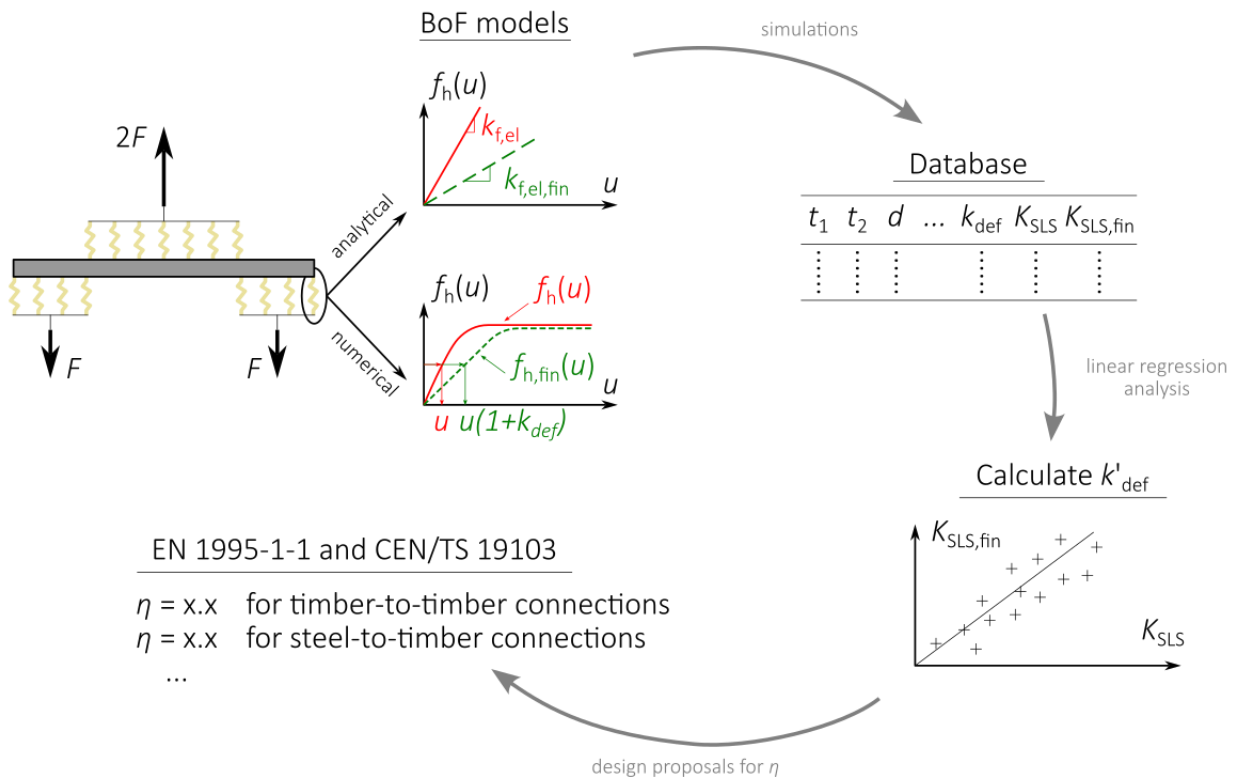 BoF models
simulations
f_h(u)
k_f,el
k_f,el,fin
u
2F
analytical
numerical
F
F
f_h(u)
f_h(u)
f_h,fin(u)
u
u u(1+k_def)
Database
t_1 t_2 d ... k_def K_SLS K_SLS,fin
linear regression
analysis
Calculate k'_def
K_SLS,fin
K_SLS
EN 1995-1-1 and CEN/TS 19103
η = x.x for timber-to-timber connections
η = x.x for steel-to-timber connections
...
design proposals for η